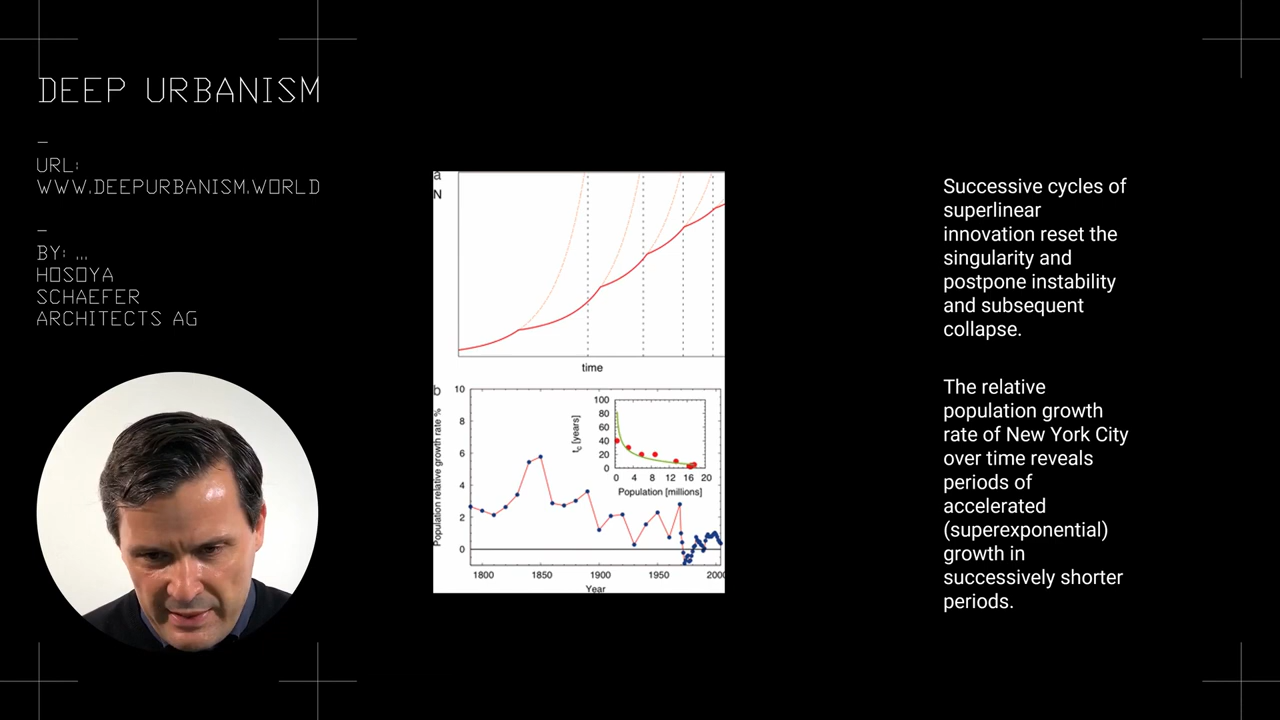 DEEP URBANISM
–
URL:
WWW.DEEPURBANISM.WORLD
–
BY: ...
HOSOYA
SCHAEFER
ARCHITECTS AG
a
N
time
b
Population relative growth rate %
10
8
6
4
2
0
1800 1850 1900 1950 2000
Year
tc [years]
100
80
60
40
20
0
0 4 8 12 16 20
Population [millions]
Successive cycles of
superlinear
innovation reset the
singularity and
postpone instability
and subsequent
collapse.
The relative
population growth
rate of New York City
over time reveals
periods of
accelerated
(superexponential)
growth in
successively shorter
periods.